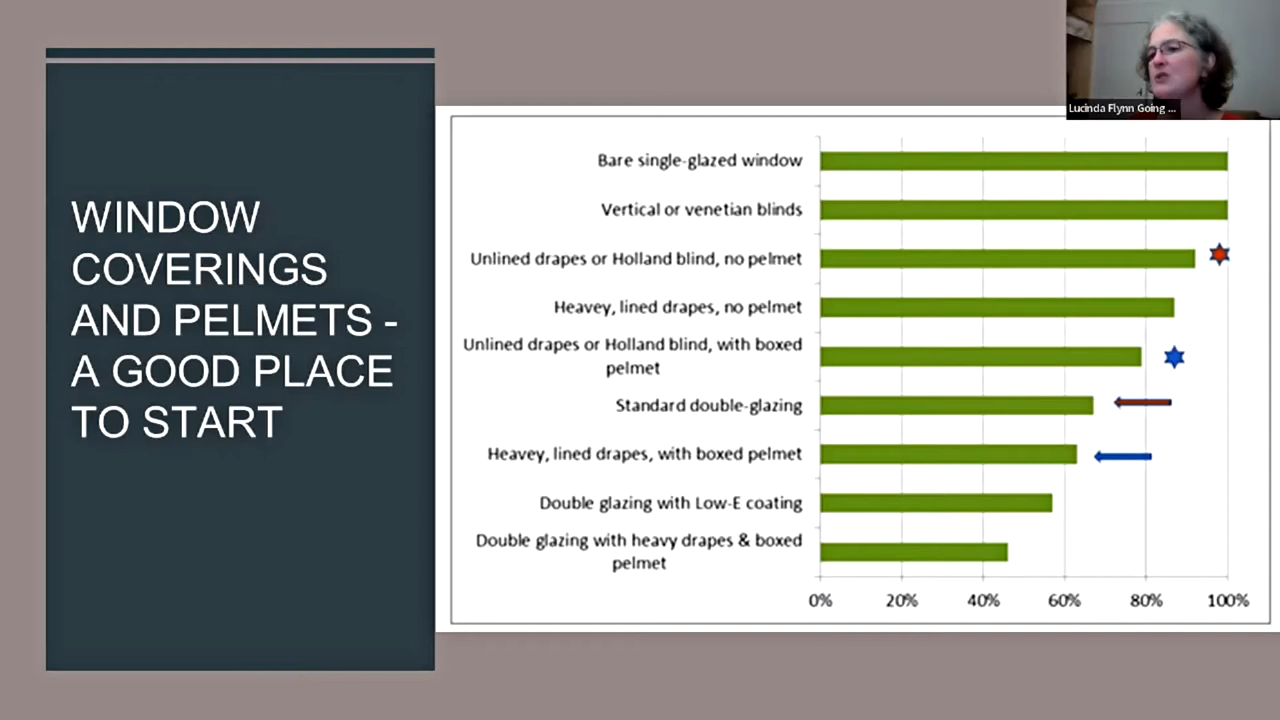 Lucinda Flynn Going ...
WINDOW
COVERINGS
AND PELMETS -
A GOOD PLACE
TO START
Bare single-glazed window
Vertical or venetian blinds
Unlined drapes or Holland blind, no pelmet
Heavey, lined drapes, no pelmet
Unlined drapes or Holland blind, with boxed
pelmet
Standard double-glazing
Heavey, lined drapes, with boxed pelmet
Double glazing with Low-E coating
Double glazing with heavy drapes & boxed
pelmet
0% 20% 40% 60% 80% 100%